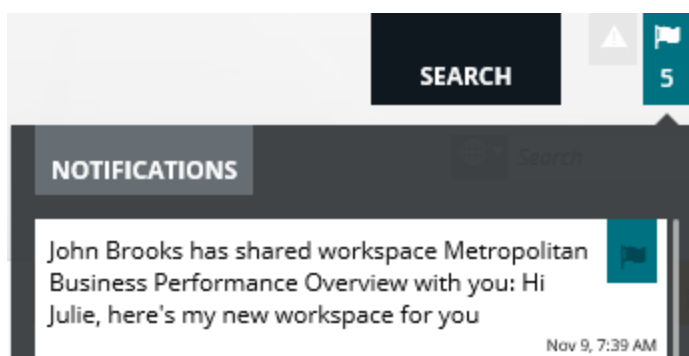 SEARCH
5
Search
NOTIFICATIONS
John Brooks has shared workspace Metropolitan
Business Performance Overview with you: Hi
Julie, here's my new workspace for you
Nov 9, 7:39 AM